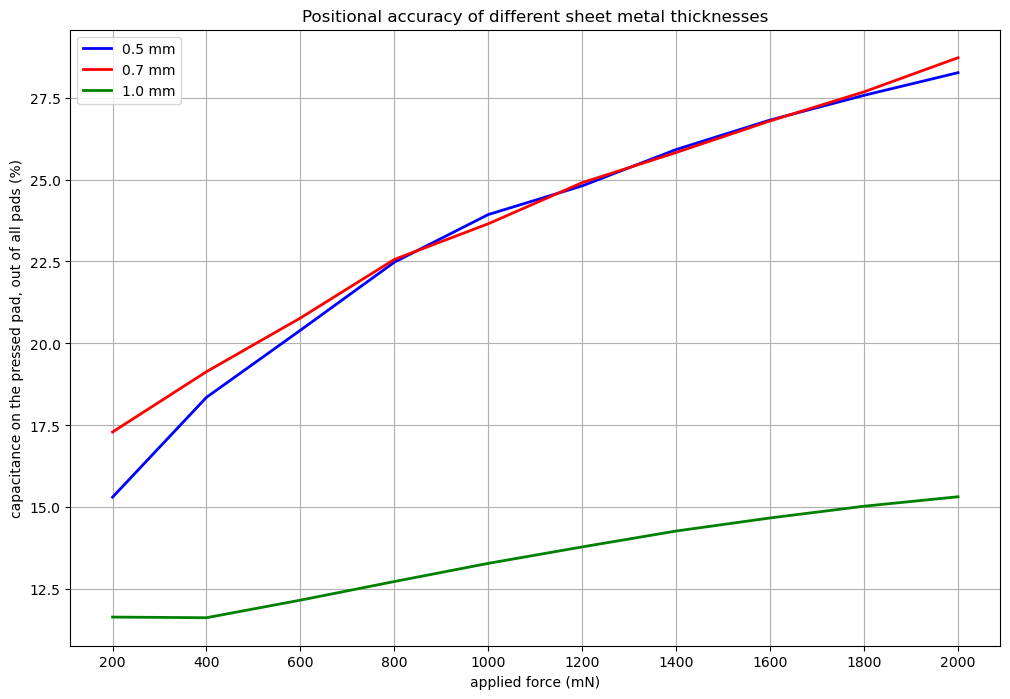 Positional accuracy of different sheet metal thicknesses
0.5 mm
0.7 mm
1.0 mm
capacitance on the pressed pad, out of all pads (%)
27.5
25.0
22.5
20.0
17.5
15.0
12.5
200 400 600 800 1000 1200 1400 1600 1800 2000
applied force (mN)